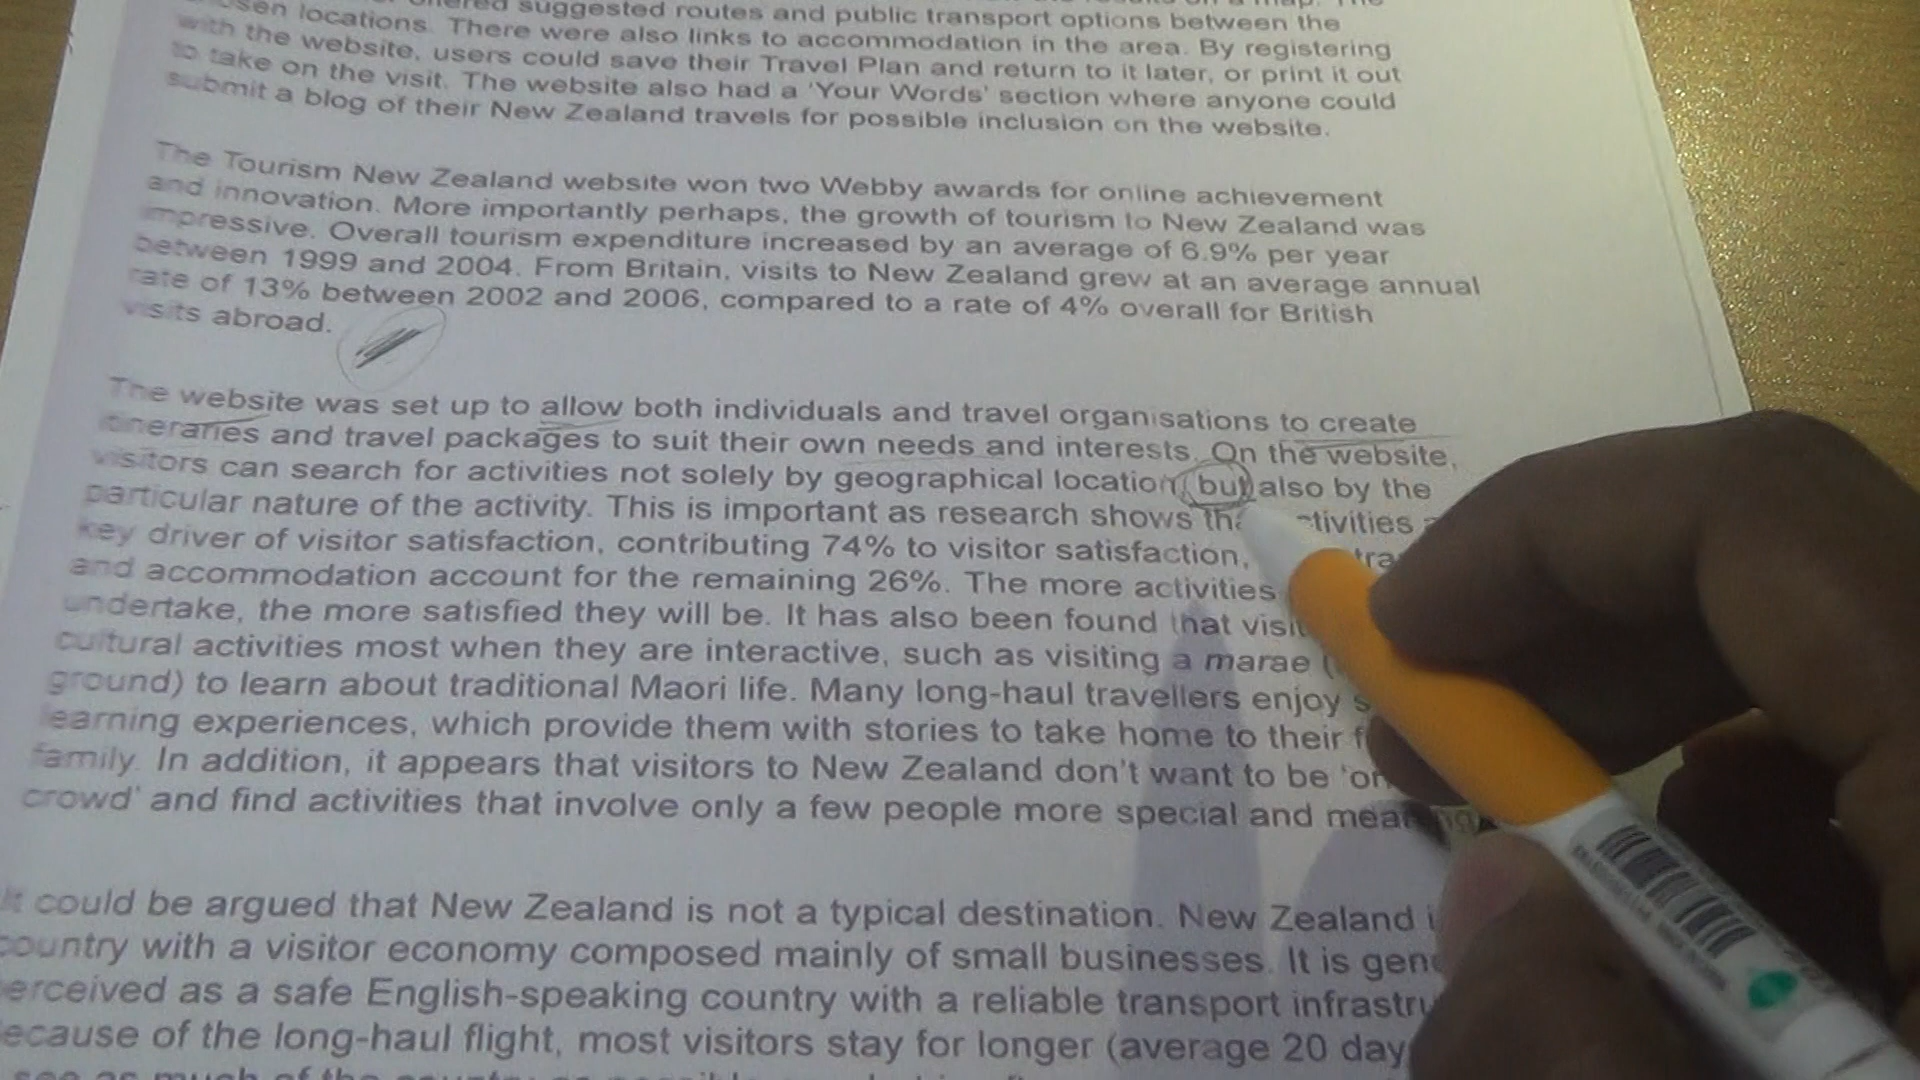 offered suggested routes and public transport options between the
locations. There were also links to accommodation in the area. By registering
with the website, users could save their Travel Plan and return to it later, or print it out
to take on the visit. The website also had a 'Your Words' section where anyone could
submit a blog of their New Zealand travels for possible inclusion on the website.
The Tourism New Zealand website won two Webby awards for online achievement
and innovation. More importantly perhaps, the growth of tourism to New Zealand was
impressive. Overall tourism expenditure increased by an average of 6.9% per year
between 1999 and 2004. From Britain, visits to New Zealand grew at an average annual
rate of 13% between 2002 and 2006, compared to a rate of 4% overall for British
visits abroad.
The website was set up to allow both individuals and travel organisations to create
itineraries and travel packages to suit their own needs and interests. On the website,
visitors can search for activities not solely by geographical location, but also by the
particular nature of the activity. This is important as research shows
key driver of visitor satisfaction, contributing 74% to visitor satisfaction,
and accommodation account for the remaining 26%. The more activities
undertake, the more satisfied they will be. It has also been found that
cultural activities most when they are interactive, such as visiting a marae
ground) to learn about traditional Maori life. Many long-haul travellers enjoy
learning experiences, which provide them with stories to take home to their
family. In addition, it appears that visitors to New Zealand don't want to be
crowd' and find activities that involve only a few people more special and
It could be argued that New Zealand is not a typical destination. New Zealand
country with a visitor economy composed mainly of small businesses. It is
perceived as a safe English-speaking country with a reliable transport
ecause of the long-haul flight, most visitors stay for longer (average 20